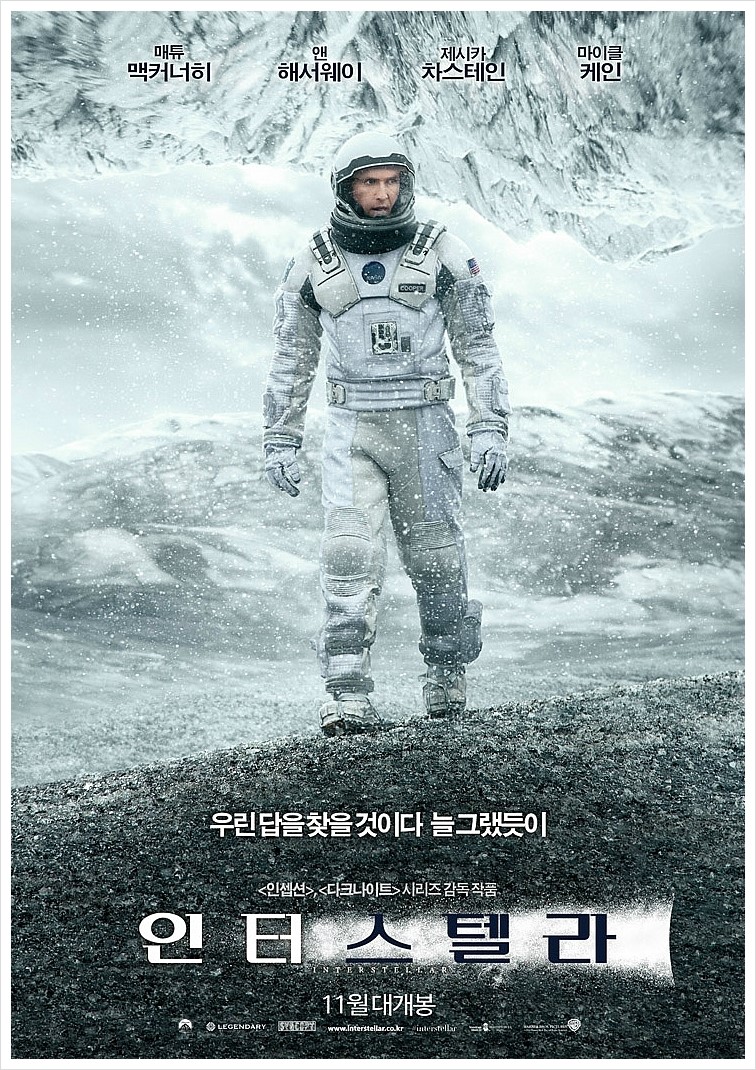 매튜 앤 제시카 마이클
맥커너히 해서웨이 차스테인 케인
COOPER
우린 답을 찾을 것이다 늘 그랬듯이
<인셉션>, <다크나이트> 시리즈 감독 작품
인터스텔라
INTERSTELLAR
11월 대개봉
LEGENDARY SYNCOPY www.interstellar.co.kr interstellar